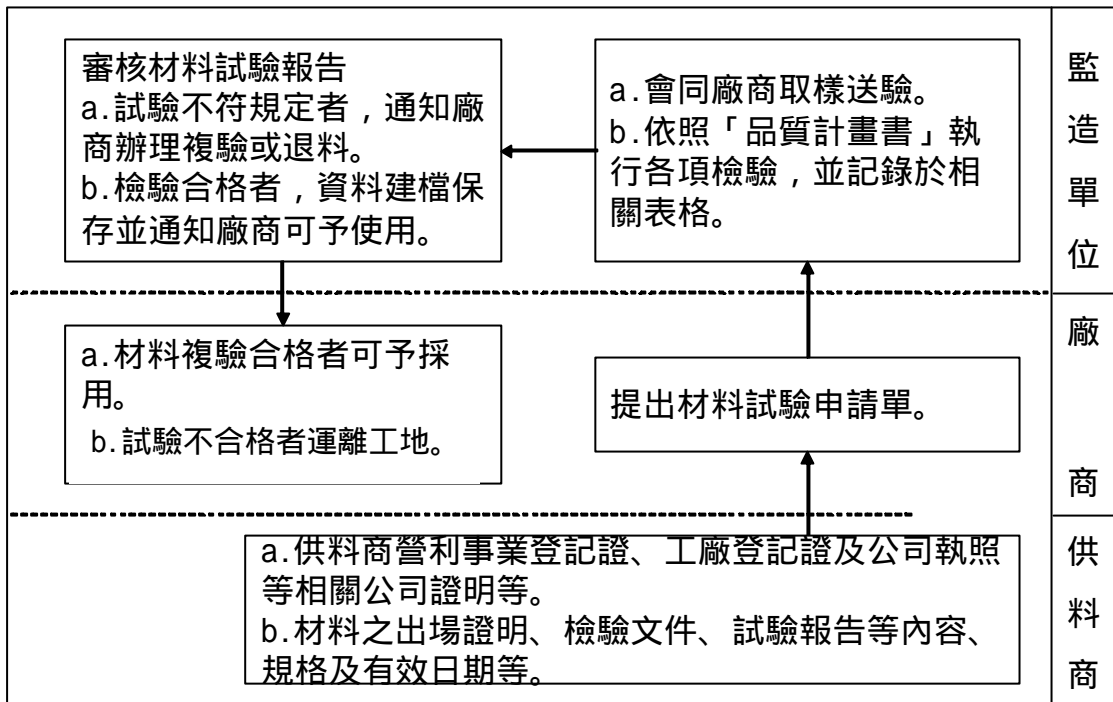 審核材料試驗報告
a.試驗不符規定者，通知廠
商辦理複驗或退料。
b.檢驗合格者，資料建檔保
存並通知廠商可予使用。
a.會同廠商取樣送驗。
b.依照「品質計畫書」執
行各項檢驗，並記錄於相
關表格。
監
造
單
位
a.材料複驗合格者可予採
用。
b.試驗不合格者運離工地。
提出材料試驗申請單。
廠
商
a.供料商營利事業登記證、工廠登記證及公司執照
等相關公司證明等。
b.材料之出場證明、檢驗文件、試驗報告等內容、
規格及有效日期等。
供
料
商